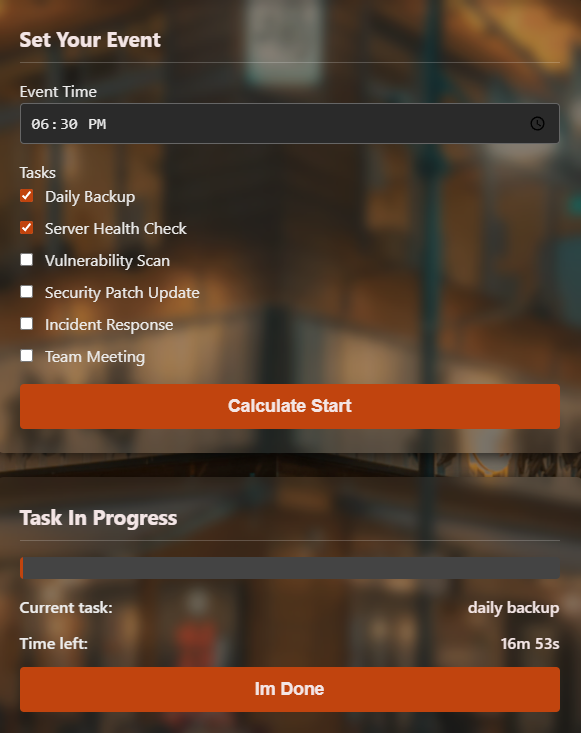 Set Your Event
Event Time
06:30 PM
Tasks
Daily Backup
Server Health Check
Vulnerability Scan
Security Patch Update
Incident Response
Team Meeting
Calculate Start
Task In Progress
Current task: daily backup
Time left: 16m 53s
Im Done